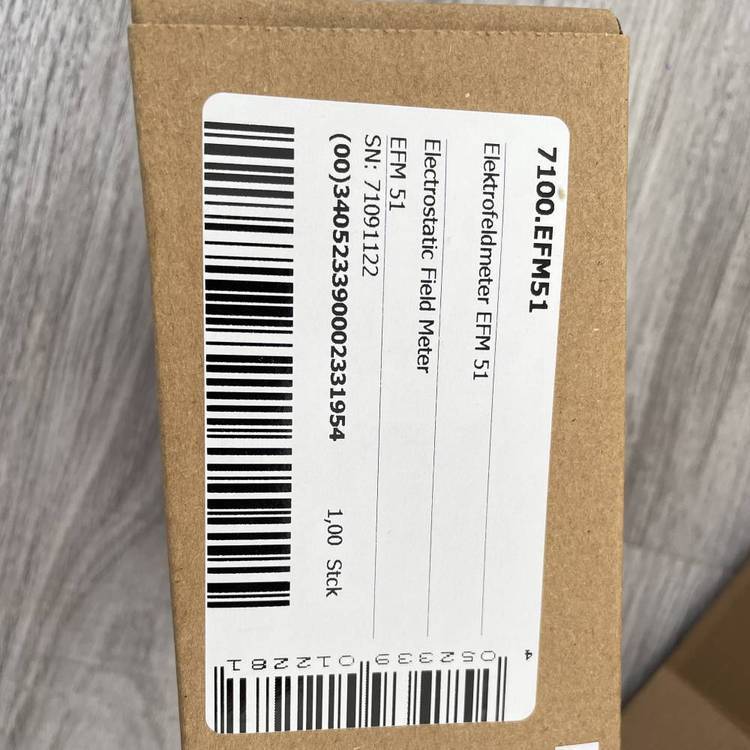 7100.EFM51
Elektrofeldmeter EFM 51
Electrostatic Field Meter
EFM 51
SN: 71091122
(00)340523390002331954 1,00 Stck
4 052339 012281